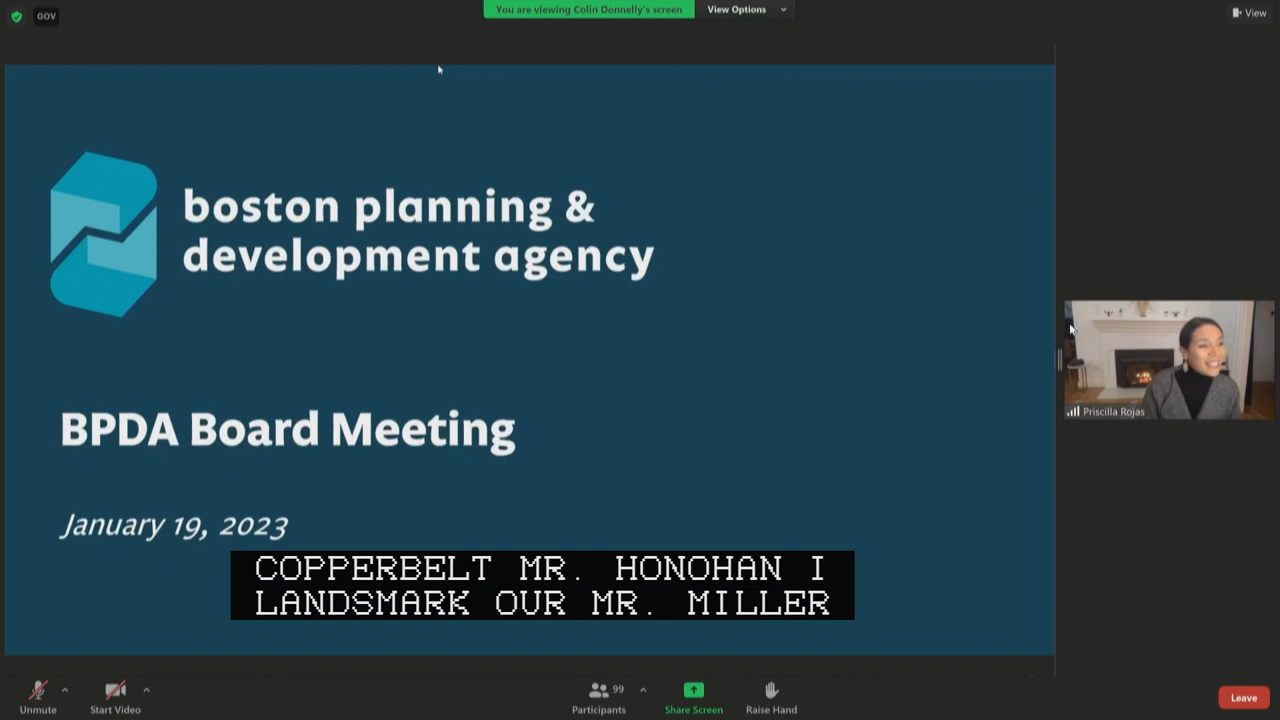 GOV
You are viewing Colin Donnelly's screen
View Options
View
boston planning &
development agency
BPDA Board Meeting
January 19, 2023
COPPERBELT MR. HONOHAN I
LANDSMARK OUR MR. MILLER
Priscilla Rojas
Unmute
Start Video
99
Participants
Share Screen
Raise Hand
Leave